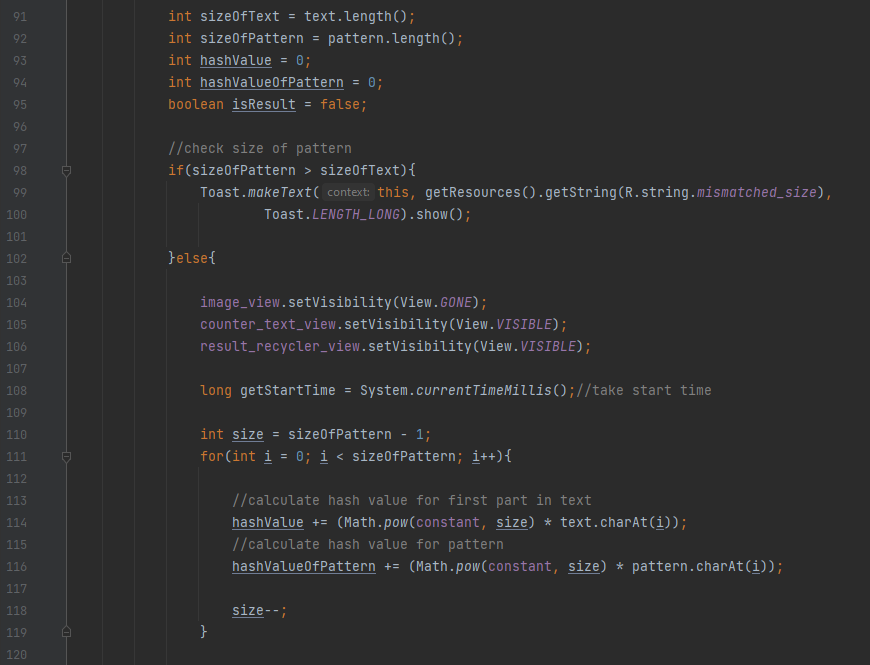 91 int sizeOfText = text.length();
92 int sizeOfPattern = pattern.length();
93 int hashValue = 0;
94 int hashValueOfPattern = 0;
95 boolean isResult = false;
96
97 //check size of pattern
98 if(sizeOfPattern > sizeOfText){
99 Toast.makeText( context: this, getResources().getString(R.string.mismatched_size),
100 Toast.LENGTH_LONG).show();
101
102 }else{
103
104 image_view.setVisibility(View.GONE);
105 counter_text_view.setVisibility(View.VISIBLE);
106 result_recycler_view.setVisibility(View.VISIBLE);
107
108 long getStartTime = System.currentTimeMillis();//take start time
109
110 int size = sizeOfPattern - 1;
111 for(int i = 0; i < sizeOfPattern; i++){
112
113 //calculate hash value for first part in text
114 hashValue += (Math.pow(constant, size) * text.charAt(i));
115 //calculate hash value for pattern
116 hashValueOfPattern += (Math.pow(constant, size) * pattern.charAt(i));
117
118 size--;
119 }
120